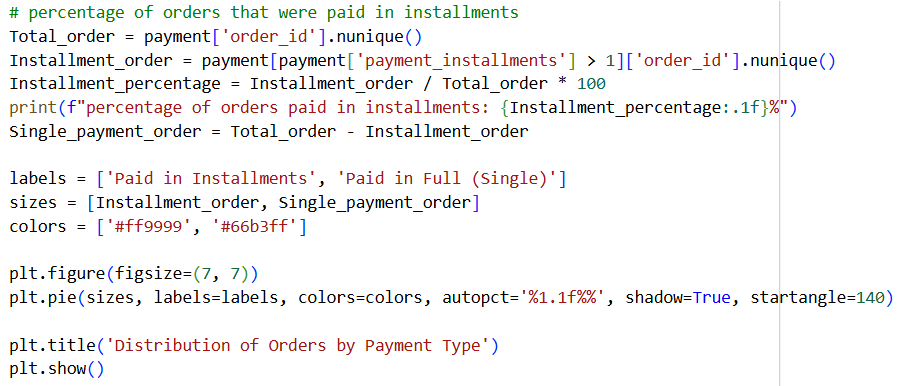 # percentage of orders that were paid in installments
Total_order = payment['order_id'].nunique()
Installment_order = payment[payment['payment_installments'] > 1]['order_id'].nunique()
Installment_percentage = Installment_order / Total_order * 100
print(f"percentage of orders paid in installments: {Installment_percentage:.1f}%")
Single_payment_order = Total_order - Installment_order
labels = ['Paid in Installments', 'Paid in Full (Single)']
sizes = [Installment_order, Single_payment_order]
colors = ['#ff9999', '#66b3ff']
plt.figure(figsize=(7, 7))
plt.pie(sizes, labels=labels, colors=colors, autopct='%1.1f%%', shadow=True, startangle=140)
plt.title('Distribution of Orders by Payment Type')
plt.show()